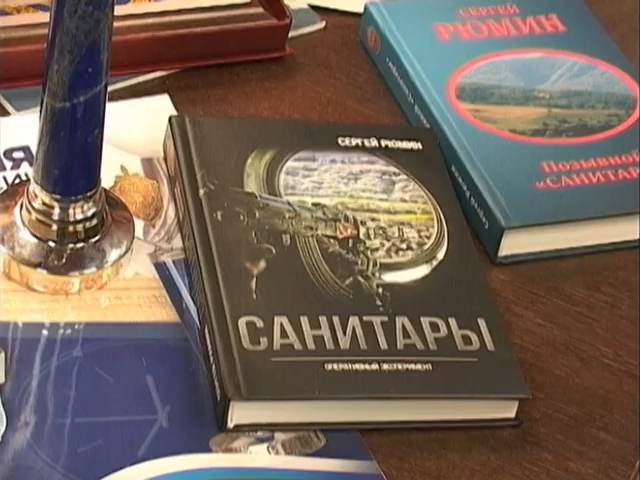 СЕРГЕЙ РЮМИН
САНИТАРЫ
ОПЕРАТИВНЫЙ ЭКСПЕРИМЕНТ
СЕРГЕЙ
РЮМИН
Позывной
«САНИТАР